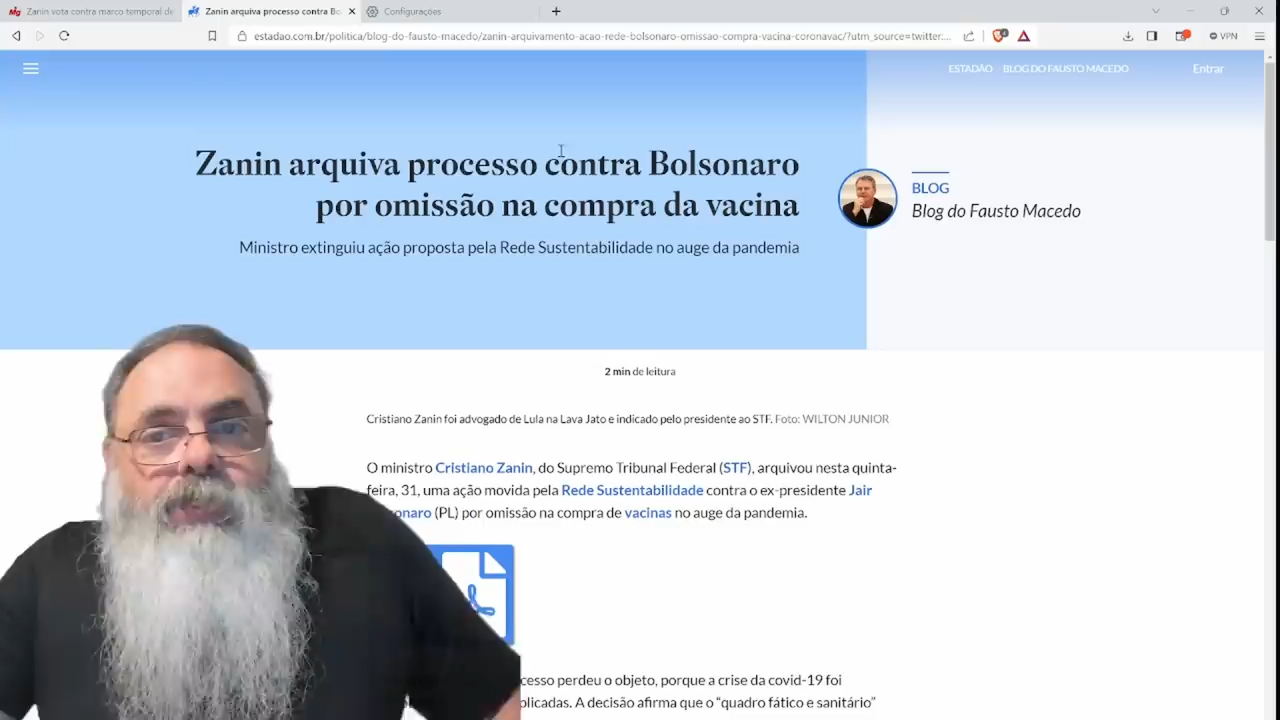 Zanin vota contra marco temporal de
Zanin arquiva processo contra Bo
Configurações
estadao.com.br/politica/blog-do-fausto-macedo/zanin-arquivamento-acao-rede-bolsonaro-omissao-compra-vacina-coronavac/?utm_source=twitter:...
VPN
ESTADÃO
BLOG DO FAUSTO MACEDO
Entrar
Zanin arquiva processo contra Bolsonaro
por omissão na compra da vacina
Ministro extinguiu ação proposta pela Rede Sustentabilidade no auge da pandemia
BLOG
Blog do Fausto Macedo
2 min de leitura
Cristiano Zanin foi advogado de Lula na Lava Jato e indicado pelo presidente ao STF. Foto: WILTON JUNIOR
O ministro Cristiano Zanin, do Supremo Tribunal Federal (STF), arquivou nesta quinta-
feira, 31, uma ação movida pela Rede Sustentabilidade contra o ex-presidente Jair
onaro (PL) por omissão na compra de vacinas no auge da pandemia.
cesso perdeu o objeto, porque a crise da covid-19 foi
plicadas. A decisão afirma que o “quadro fático e sanitário”